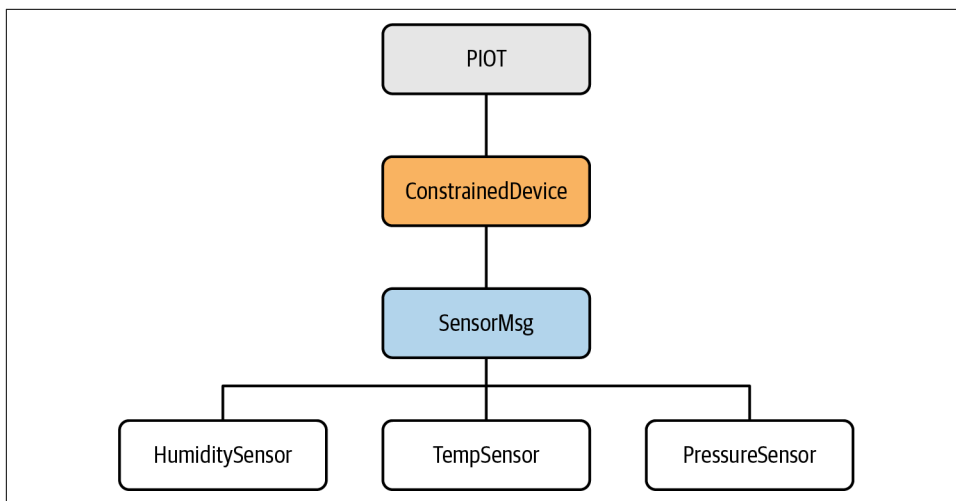 PIOT
ConstrainedDevice
SensorMsg
HumiditySensor
TempSensor
PressureSensor